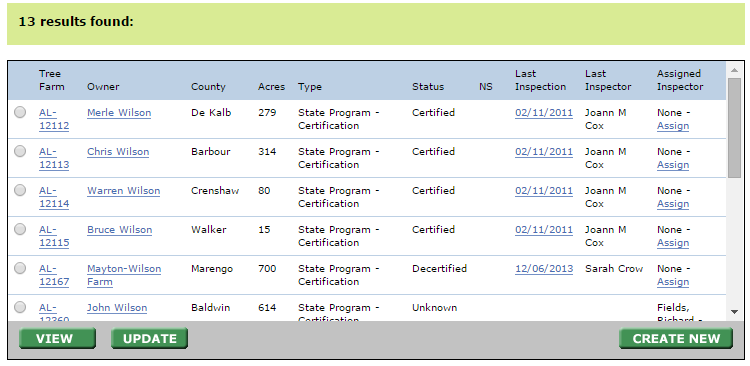 13 results found:
Tree Farm Owner County Acres Type Status NS Last Inspection Last Inspector Assigned Inspector
AL-12112 Merle Wilson De Kalb 279 State Program - Certification Certified 02/11/2011 Joann M Cox None - Assign
AL-12113 Chris Wilson Barbour 314 State Program - Certification Certified 02/11/2011 Joann M Cox None - Assign
AL-12114 Warren Wilson Crenshaw 80 State Program - Certification Certified 02/11/2011 Joann M Cox None - Assign
AL-12115 Bruce Wilson Walker 15 State Program - Certification Certified 02/11/2011 Joann M Cox None - Assign
AL-12167 Mayton-Wilson Farm Marengo 700 State Program - Certification Decertified 12/06/2013 Sarah Crow None - Assign
AL-12360 John Wilson Baldwin 614 State Program - Certification Unknown Fields, Richard -
VIEW UPDATE CREATE NEW